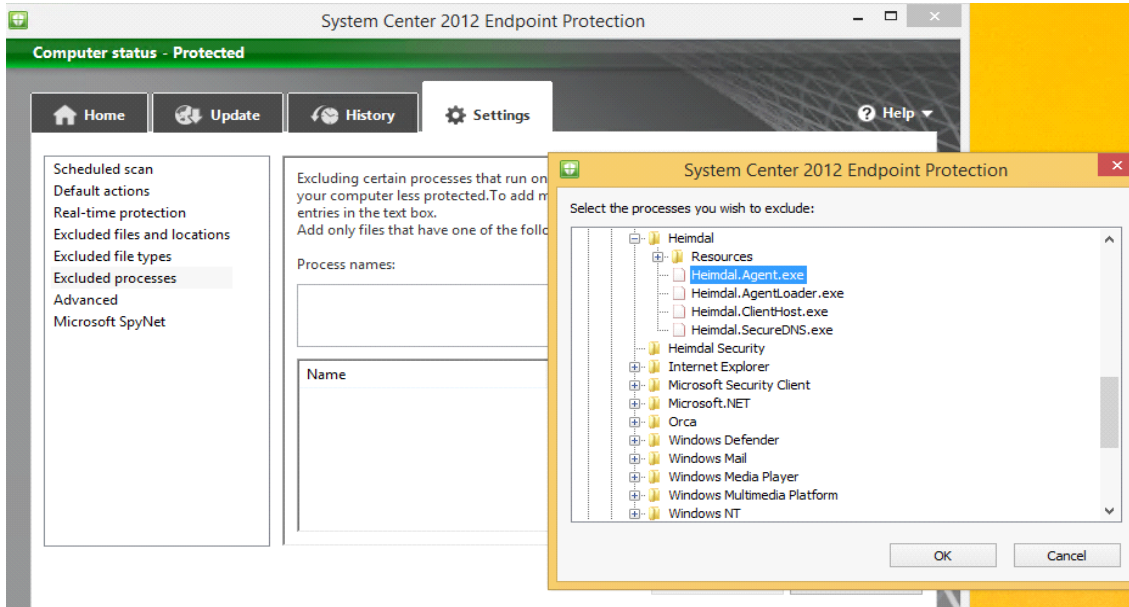 System Center 2012 Endpoint Protection
Computer status - Protected
Home
Update
History
Settings
Help
Scheduled scan
Default actions
Real-time protection
Excluded files and locations
Excluded file types
Excluded processes
Advanced
Microsoft SpyNet
Excluding certain processes that run on
your computer less protected.To add m
entries in the text box.
Add only files that have one of the follo
Process names:
Name
System Center 2012 Endpoint Protection
Select the processes you wish to exclude:
Heimdal
Resources
Heimdal.Agent.exe
Heimdal.AgentLoader.exe
Heimdal.ClientHost.exe
Heimdal.SecureDNS.exe
Heimdal Security
Internet Explorer
Microsoft Security Client
Microsoft.NET
Orca
Windows Defender
Windows Mail
Windows Media Player
Windows Multimedia Platform
Windows NT
OK
Cancel